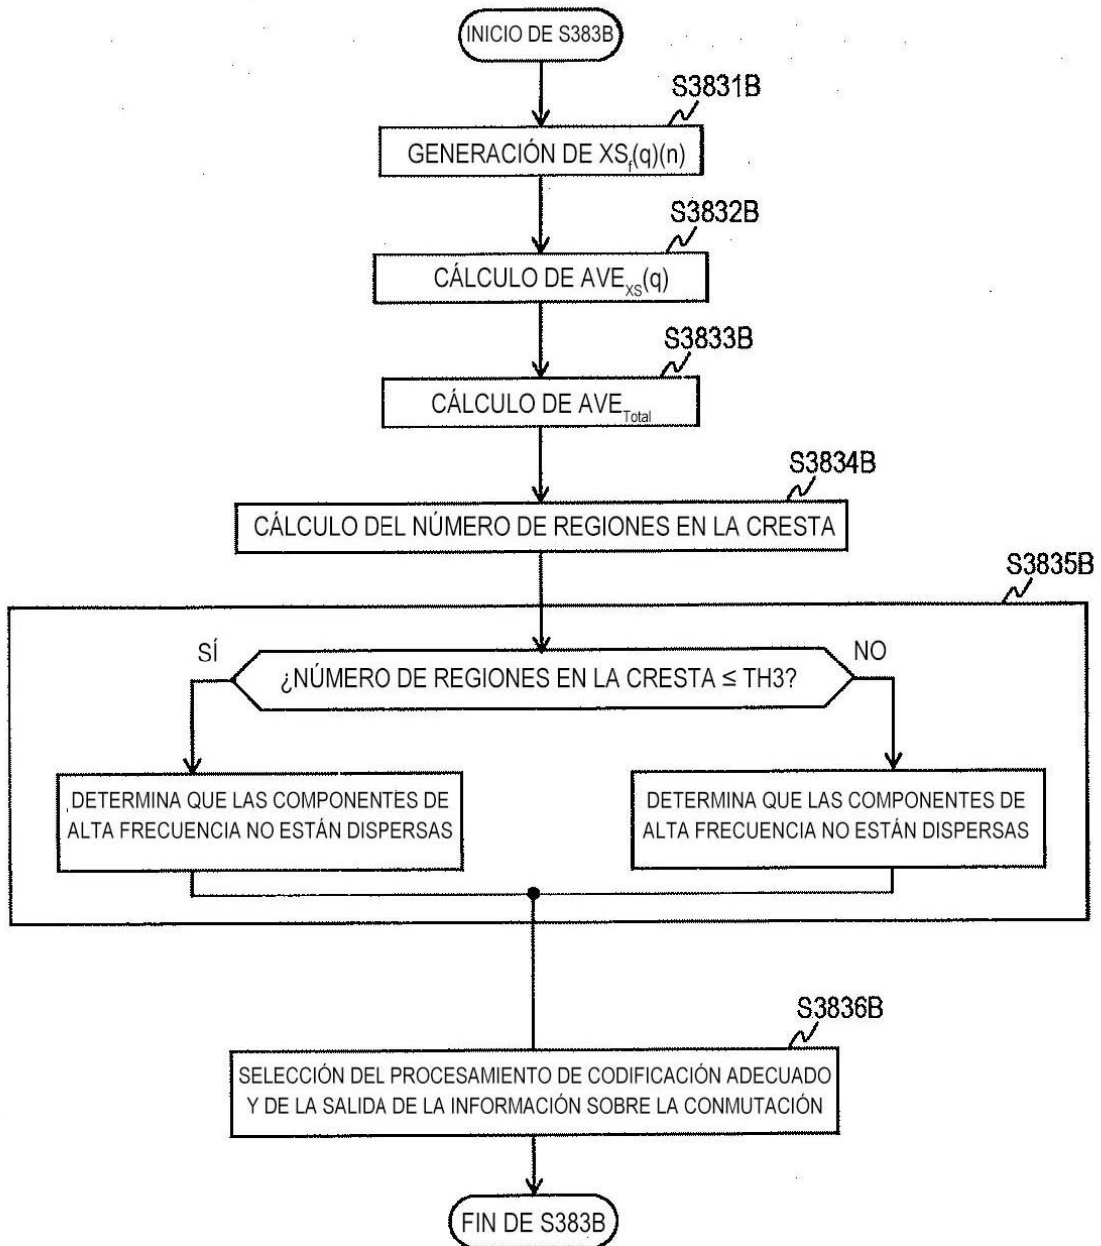 INICIO DE S383B
S3831B
GENERACIÓN DE XSf(q)(n)
S3832B
CÁLCULO DE AVEXS(q)
S3833B
CÁLCULO DE AVETotal
S3834B
CÁLCULO DEL NÚMERO DE REGIONES EN LA CRESTA
S3835B
SÍ
¿NÚMERO DE REGIONES EN LA CRESTA ≤ TH3?
NO
DETERMINA QUE LAS COMPONENTES DE
ALTA FRECUENCIA NO ESTÁN DISPERSAS
DETERMINA QUE LAS COMPONENTES DE
ALTA FRECUENCIA NO ESTÁN DISPERSAS
S3836B
SELECCIÓN DEL PROCESAMIENTO DE CODIFICACIÓN ADECUADO
Y DE LA SALIDA DE LA INFORMACIÓN SOBRE LA CONMUTACIÓN
FIN DE S383B